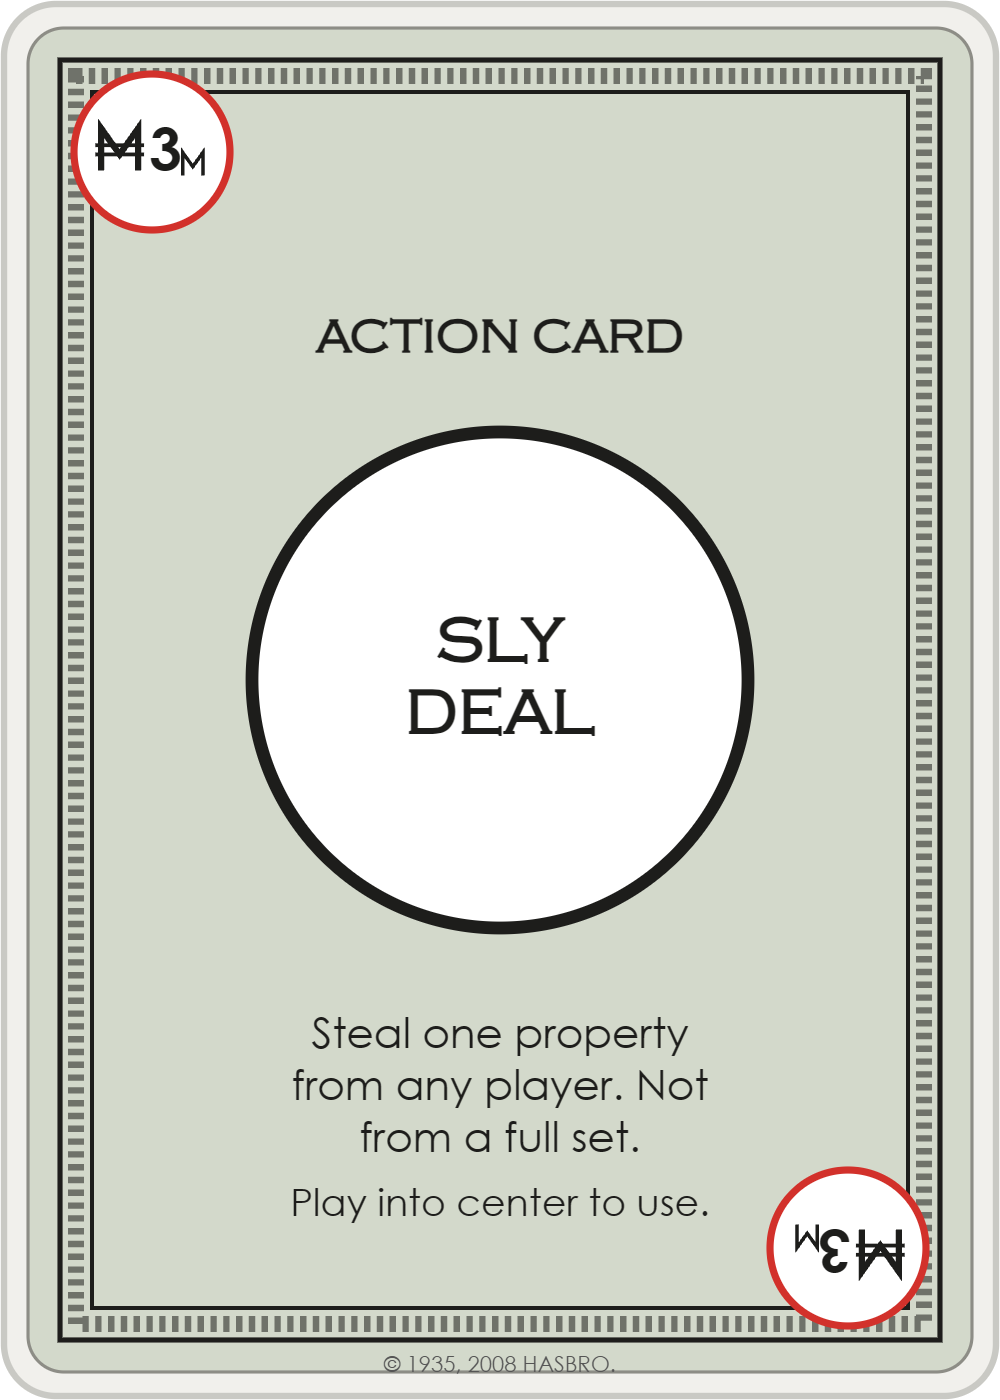 ₩3M
ACTION CARD
SLY
DEAL
Steal one property
from any player. Not
from a full set.
Play into center to use.
₩3M
© 1935, 2008 HASBRO.